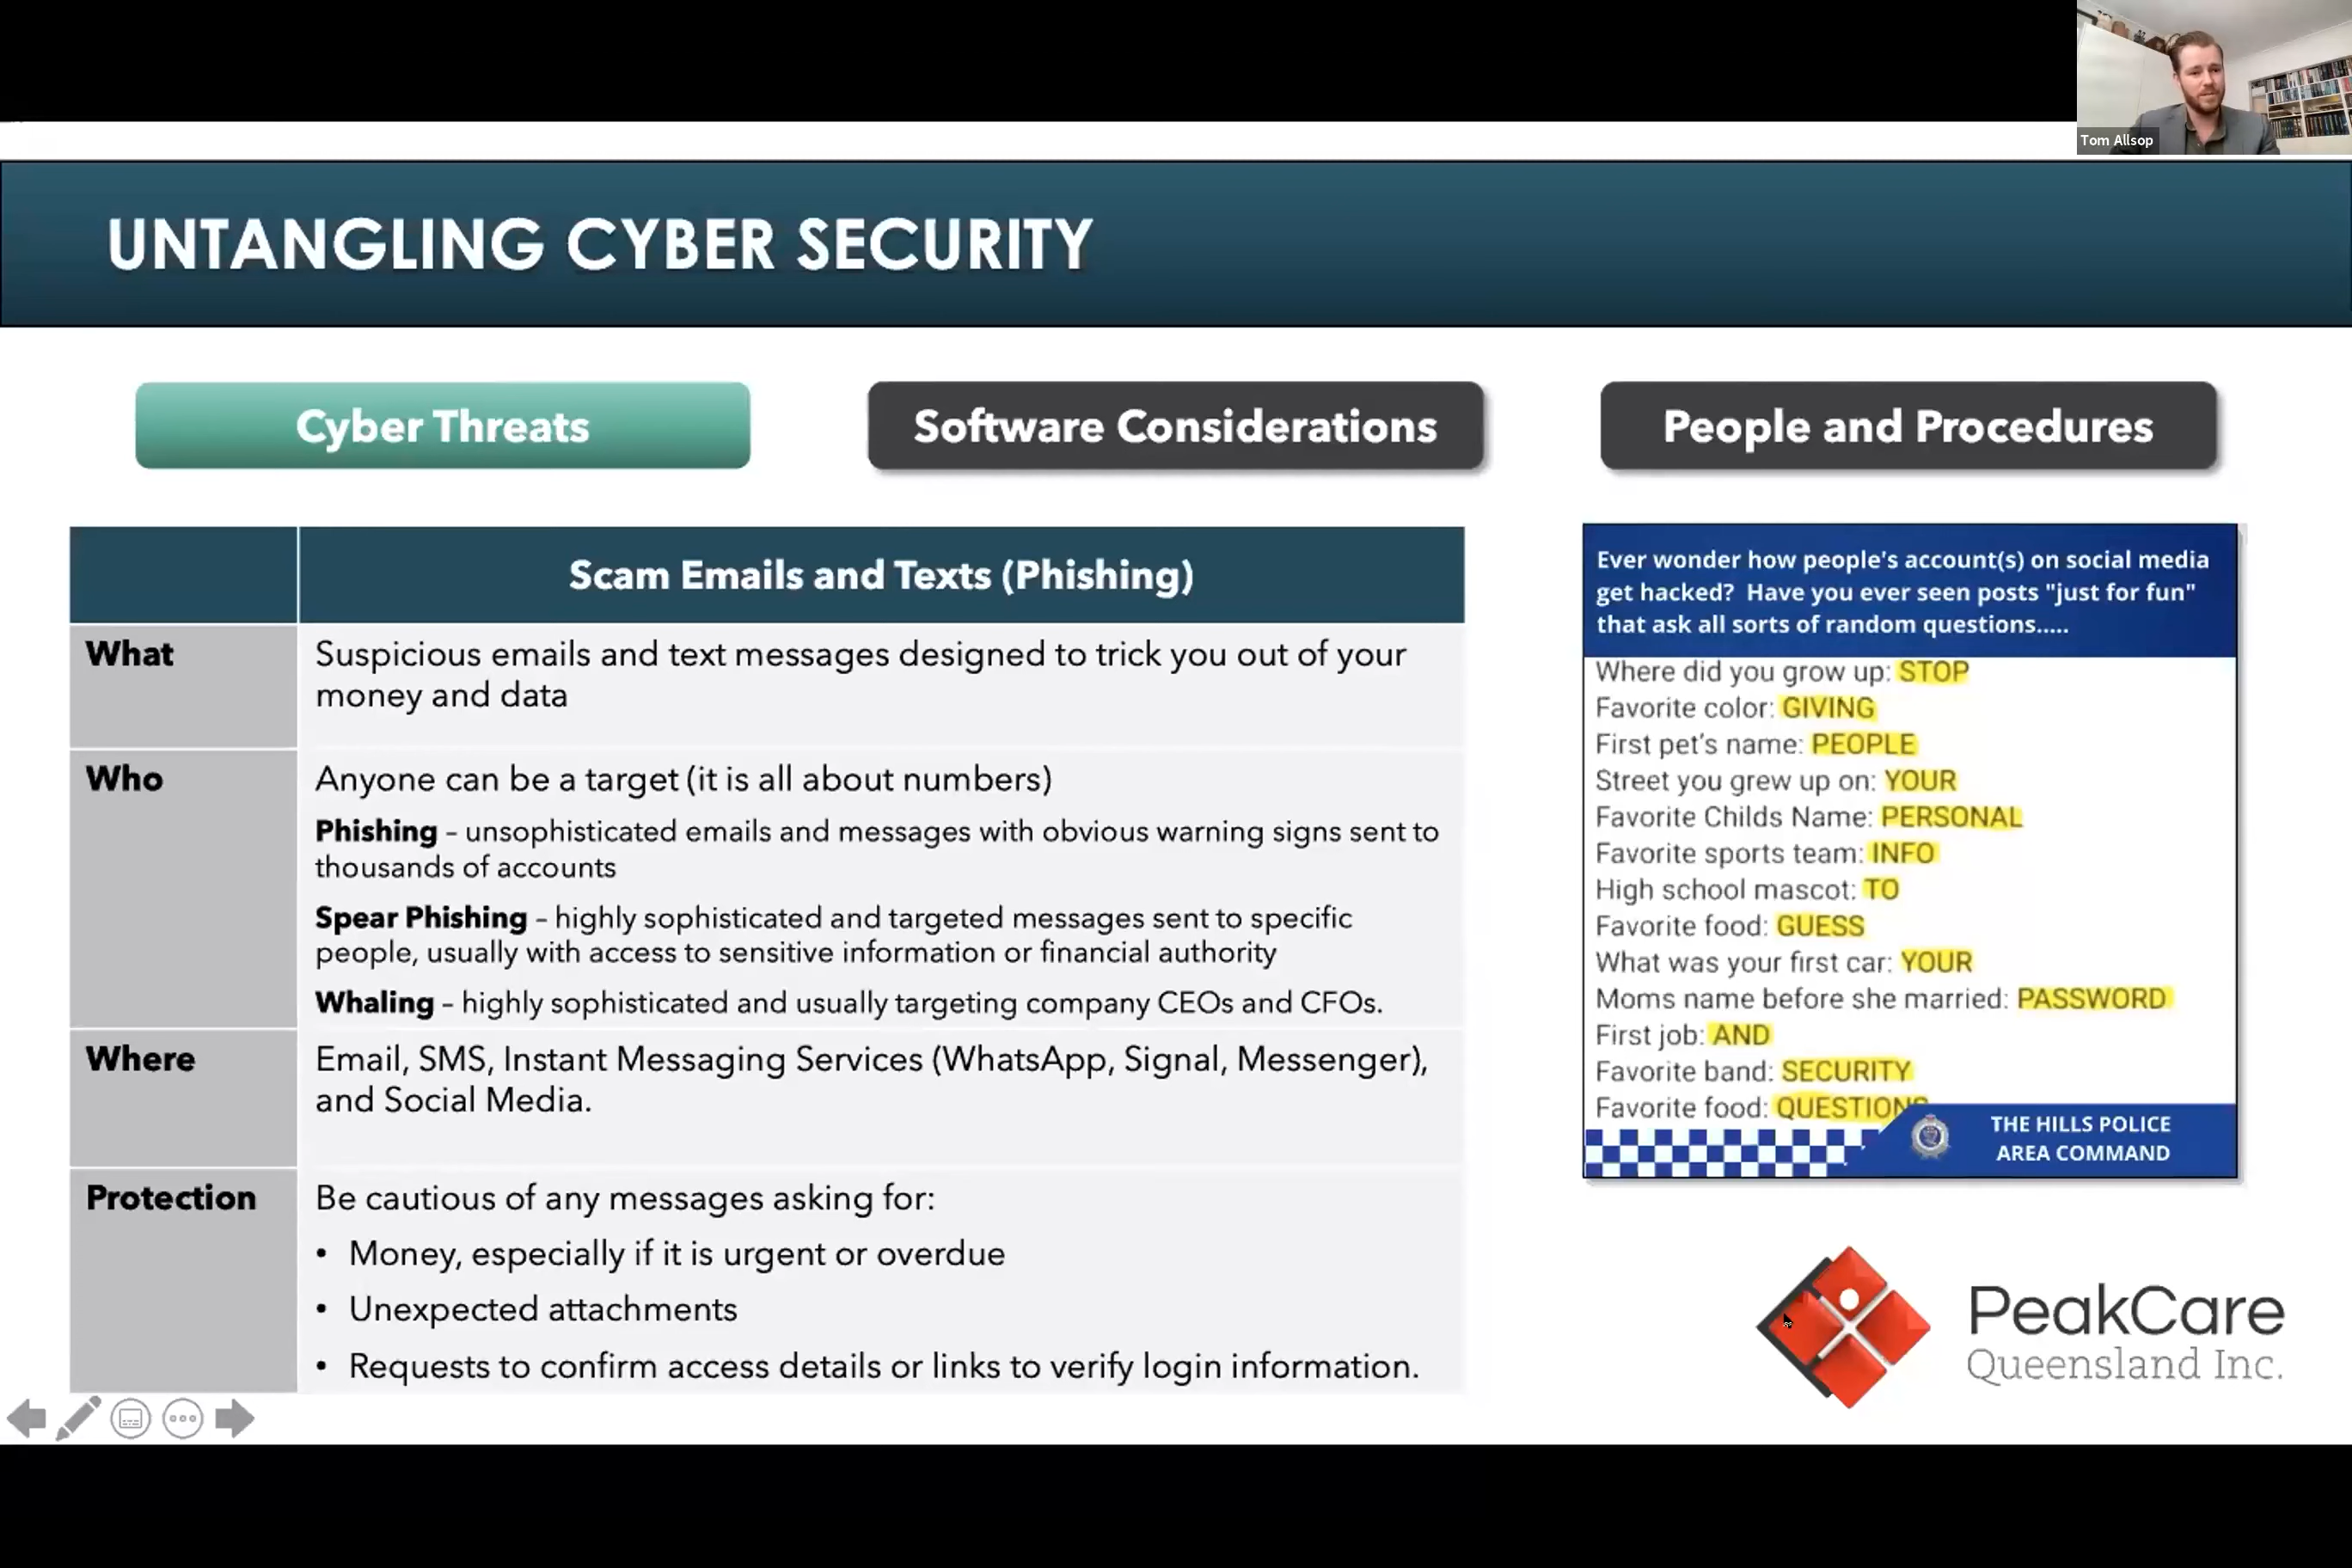 Tom Allsop
UNTANGLING CYBER SECURITY
Cyber Threats
Software Considerations
People and Procedures
Scam Emails and Texts (Phishing)
What
Suspicious emails and text messages designed to trick you out of your
money and data
Who
Anyone can be a target (it is all about numbers)
Phishing – unsophisticated emails and messages with obvious warning signs sent to
thousands of accounts
Spear Phishing – highly sophisticated and targeted messages sent to specific
people, usually with access to sensitive information or financial authority
Whaling – highly sophisticated and usually targeting company CEOs and CFOs.
Where
Email, SMS, Instant Messaging Services (WhatsApp, Signal, Messenger),
and Social Media.
Protection
Be cautious of any messages asking for:
• Money, especially if it is urgent or overdue
• Unexpected attachments
• Requests to confirm access details or links to verify login information.
Ever wonder how people's account(s) on social media
get hacked? Have you ever seen posts "just for fun"
that ask all sorts of random questions.....
Where did you grow up: STOP
Favorite color: GIVING
First pet's name: PEOPLE
Street you grew up on: YOUR
Favorite Childs Name: PERSONAL
Favorite sports team: INFO
High school mascot: TO
Favorite food: GUESS
What was your first car: YOUR
Moms name before she married: PASSWORD
First job: AND
Favorite band: SECURITY
Favorite food: QUESTIONS
THE HILLS POLICE
AREA COMMAND
PeakCare
Queensland Inc.